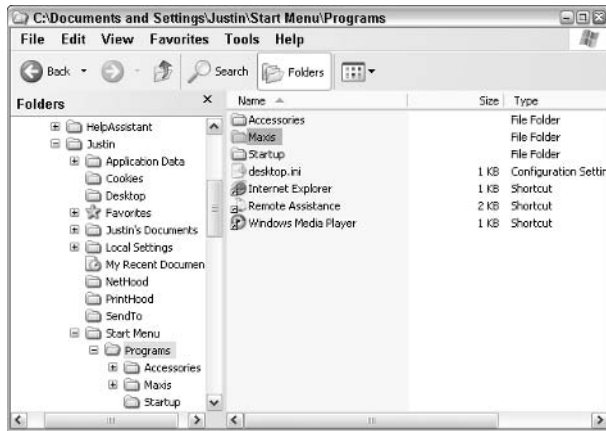 C:\Documents and Settings\Justin\Start Menu\Programs
File Edit View Favorites Tools Help
Back Search Folders
Folders
HelpAssistant
Justin
Application Data
Cookies
Desktop
Favorites
Justin's Documents
Local Settings
My Recent Documen
NetHood
PrintHood
SendTo
Start Menu
Programs
Accessories
Maxis
Startup
Name Size Type
Accessories File Folder
Maxis File Folder
Startup File Folder
desktop.ini 1 KB Configuration Settin
Internet Explorer 1 KB Shortcut
Remote Assistance 2 KB Shortcut
Windows Media Player 1 KB Shortcut